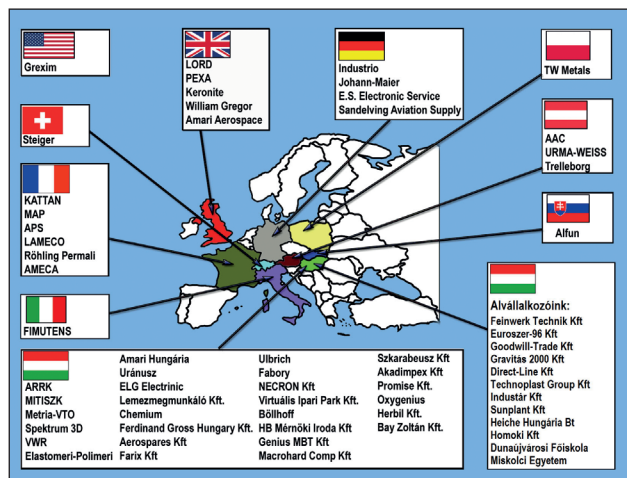 Grexim
LORD
PEXA
Keronite
William Gregor
Amari Aerospace
Industrio
Johann-Maier
E.S. Electronic Service
Sandelving Aviation Supply
TW Metals
Steiger
AAC
URMA-WEISS
Trelleborg
KATTAN
MAP
APS
LAMECO
Röhling Permali
AMECA
Alfun
FIMUTENS
Alvállalkozóink:
Feinwerk Technik Kft
Euroszer-96 Kft
Goodwill-Trade Kft
Gravitás 2000 Kft
Direct-Line Kft
Technoplast Group Kft
Industár Kft
Sunplant Kft
Heiche Hungária Bt
Homoki Kft
Dunaújvárosi Főiskola
Miskolci Egyetem
ARRK
MITISZK
Metria-VTO
Spektrum 3D
VWR
Elastomeri-Polimeri
Amari Hungária
Uránusz
ELG Electrinic
Lemezmegmunkáló Kft.
Chemium
Ferdinand Gross Hungary Kft.
Aerospares Kft
Farix Kft
Ulbrich
Fabory
NECRON Kft
Virtuális Ipari Park Kft.
Böllhoff
HB Mérnöki Iroda Kft
Genius MBT Kft
Macrohard Comp Kft
Szkarabeusz Kft
Akadimpex Kft
Promise Kft.
Oxygenius
Herbil Kft.
Bay Zoltán Kft.